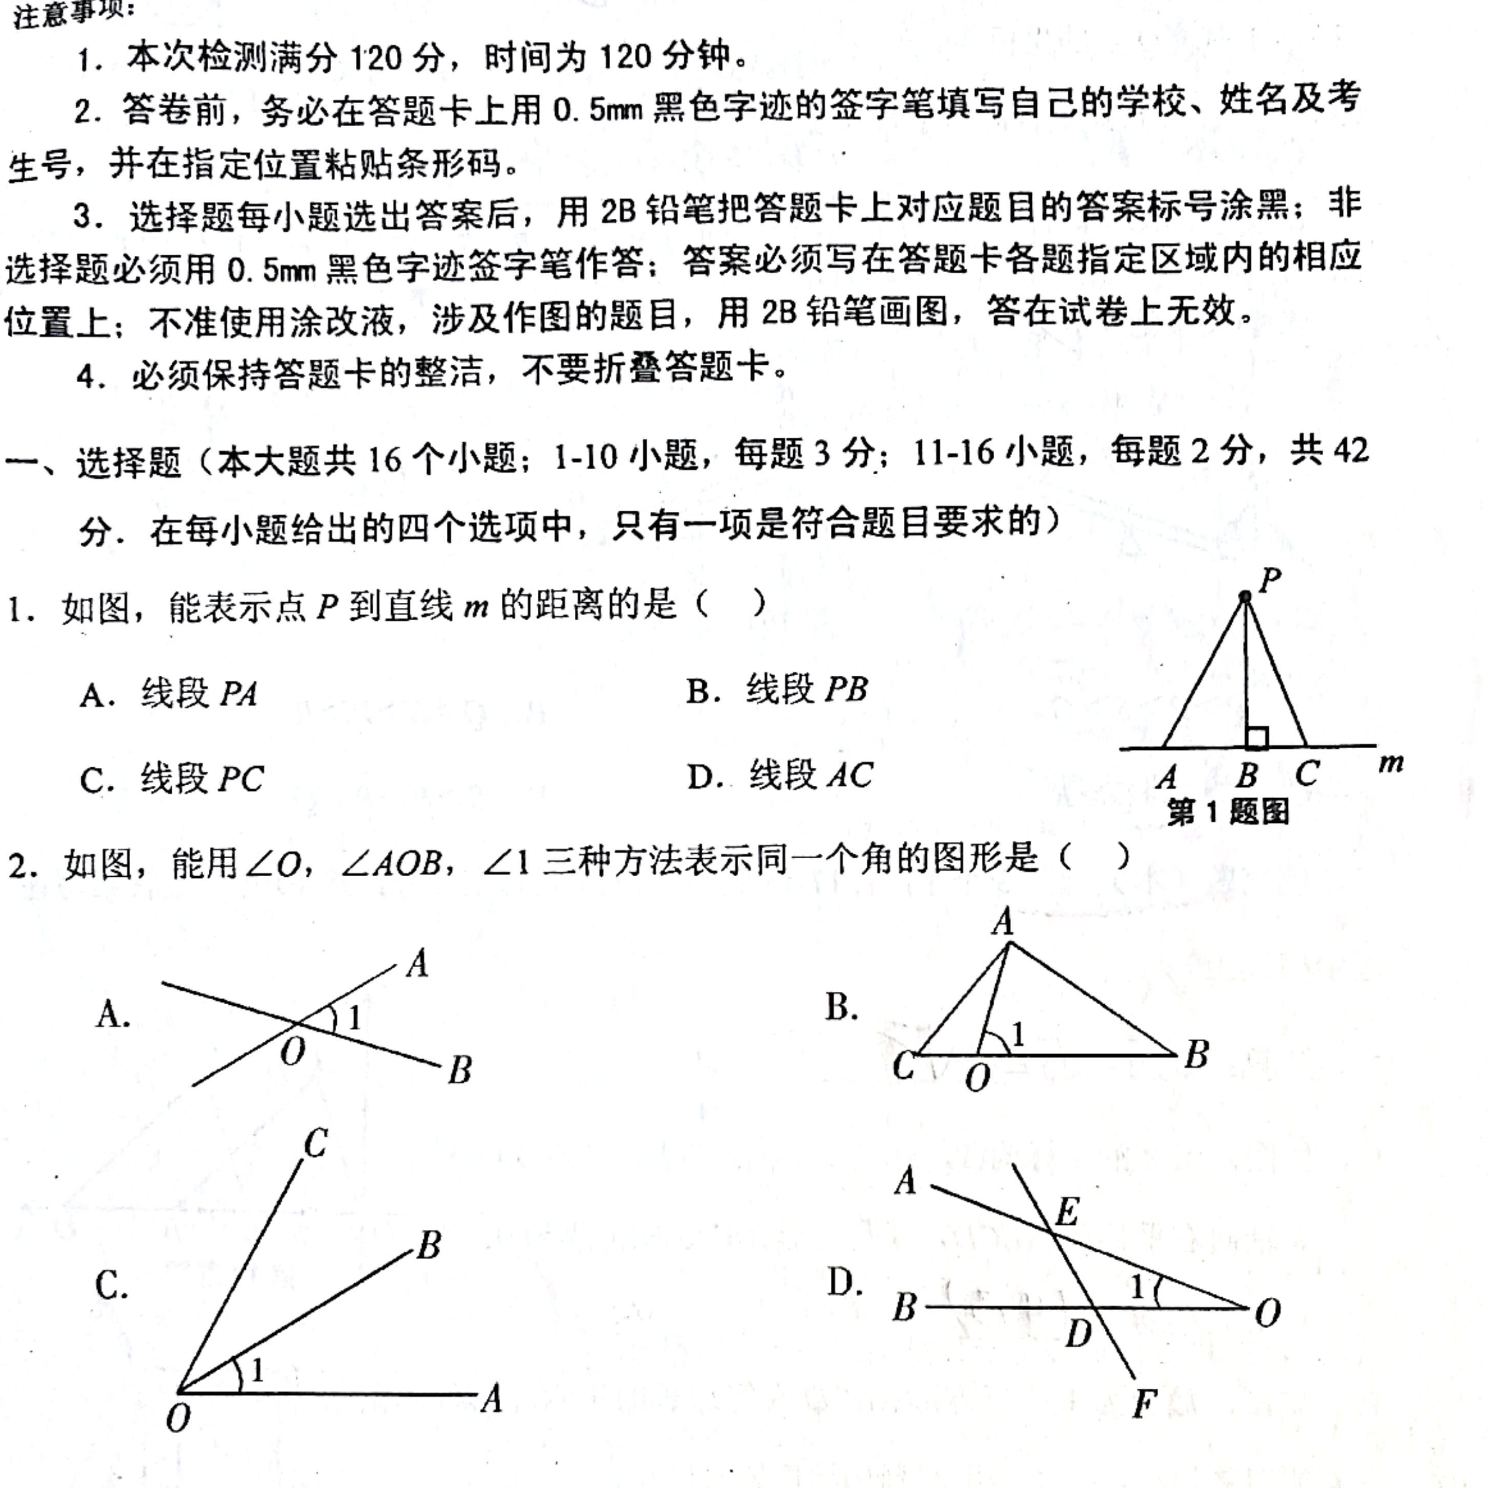 注意事项：
1．本次检测满分 120 分，时间为 120 分钟。
2．答卷前，务必在答题卡上用 0.5mm 黑色字迹的签字笔填写自己的学校、姓名及考
生号，并在指定位置粘贴条形码。
3．选择题每小题选出答案后，用 2B 铅笔把答题卡上对应题目的答案标号涂黑；非
选择题必须用 0.5mm 黑色字迹签字笔作答；答案必须写在答题卡各题指定区域内的相应
位置上；不准使用涂改液，涉及作图的题目，用 2B 铅笔画图，答在试卷上无效。
4．必须保持答题卡的整洁，不要折叠答题卡。
一、选择题（本大题共 16 个小题；1-10 小题，每题 3 分；11-16 小题，每题 2 分，共 42
分．在每小题给出的四个选项中，只有一项是符合题目要求的）
1．如图，能表示点 P 到直线 m 的距离的是（ ）
A．线段 PA
B．线段 PB
C．线段 PC
D．线段 AC
P
A B C m
第 1 题图
2．如图，能用∠O，∠AOB，∠1 三种方法表示同一个角的图形是（ ）
A.
A
1
O
B
B.
A
1
C O B
C.
C
B
1
O A
D.
A
E
1
B D O
F